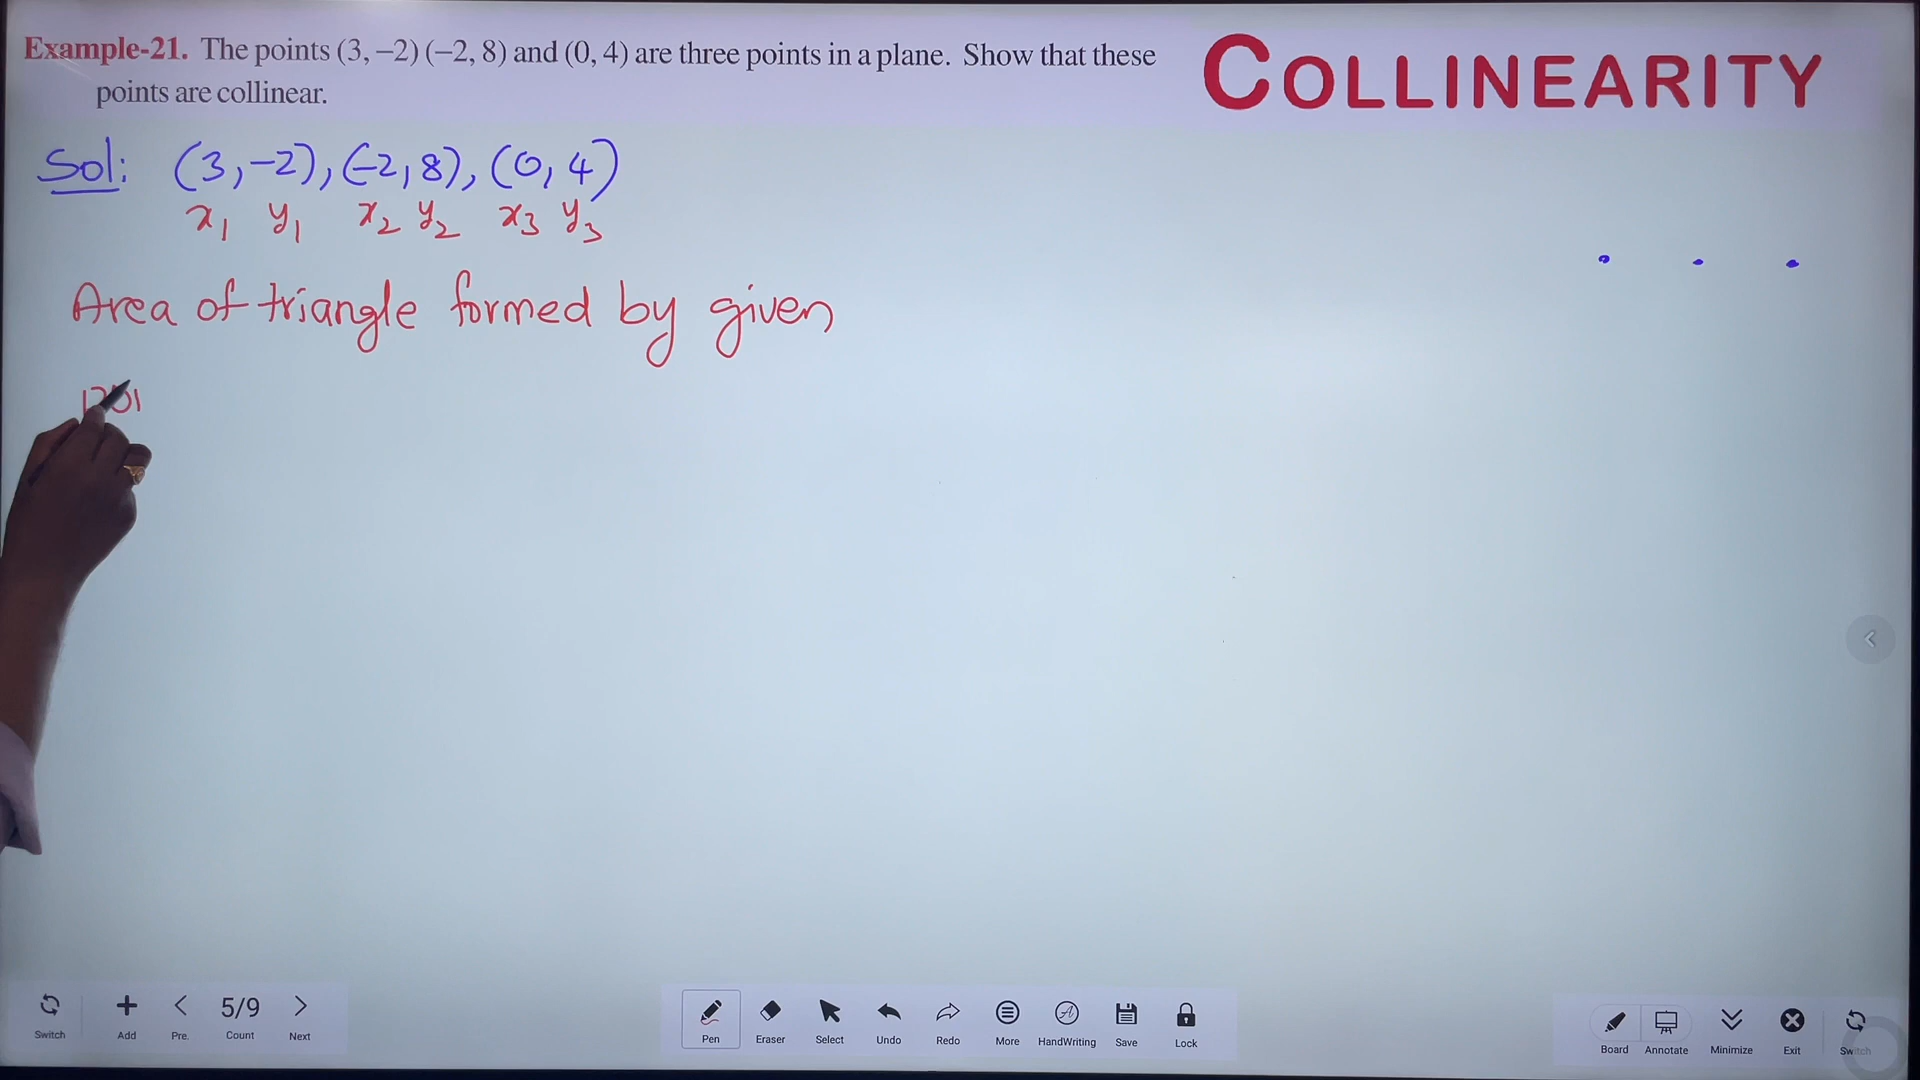 Example-21. The points (3, –2) (–2, 8) and (0, 4) are three points in a plane. Show that these
points are collinear.
COLLINEARITY
Sol: (3,-2), (-2,8), (0,4)
x₁ y₁ x₂ y₂ x₃ y₃
Area of triangle formed by given
5/9
Switch Add Pre. Count Next
Pen Eraser Select Undo Redo More HandWriting Save Lock
Board Annotate Minimize Exit Switch